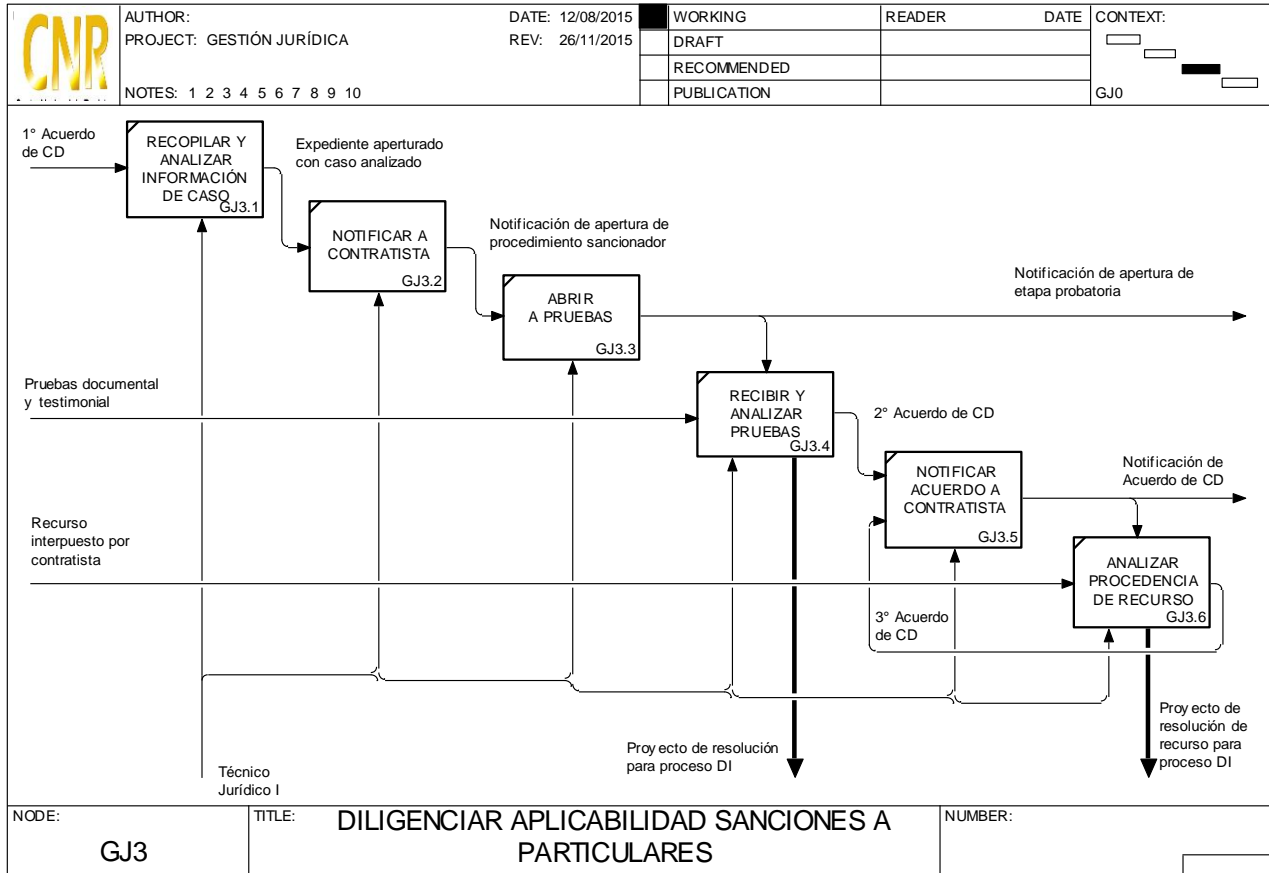 CNR
AUTHOR:
DATE: 12/08/2015
PROJECT: GESTIÓN JURÍDICA
REV: 26/11/2015
NOTES: 1 2 3 4 5 6 7 8 9 10
WORKING
DRAFT
RECOMMENDED
PUBLICATION
READER
DATE
CONTEXT:
GJ0
1° Acuerdo
de CD
RECOPILAR Y
ANALIZAR
INFORMACIÓN
DE CASO
GJ3.1
Expediente aperturado
con caso analizado
NOTIFICAR A
CONTRATISTA
GJ3.2
Notificación de apertura de
procedimiento sancionador
ABRIR
A PRUEBAS
GJ3.3
Notificación de apertura de
etapa probatoria
Pruebas documental
y testimonial
RECIBIR Y
ANALIZAR
PRUEBAS
GJ3.4
2° Acuerdo de CD
NOTIFICAR
ACUERDO A
CONTRATISTA
GJ3.5
Notificación de
Acuerdo de CD
Recurso
interpuesto por
contratista
ANALIZAR
PROCEDENCIA
DE RECURSO
GJ3.6
3° Acuerdo
de CD
Proyecto de resolución
para proceso DI
Proyecto de
resolución de
recurso para
proceso DI
Técnico
Jurídico I
NODE:
GJ3
TITLE:
DILIGENCIAR APLICABILIDAD SANCIONES A
PARTICULARES
NUMBER: